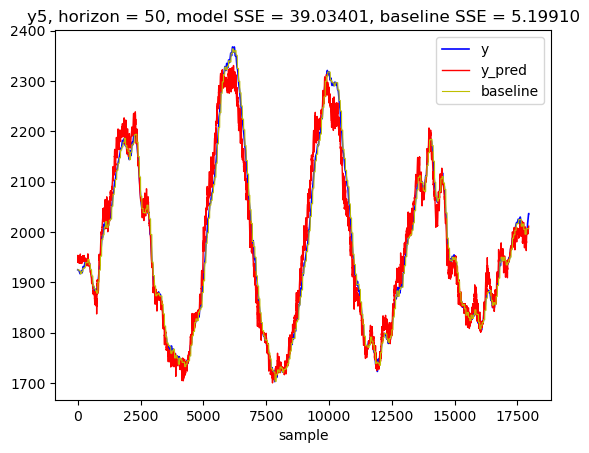 y5, horizon = 50, model SSE = 39.03401, baseline SSE = 5.19910
2400
2300
2200
2100
2000
1900
1800
1700
y
y_pred
baseline
0 2500 5000 7500 10000 12500 15000 17500
sample